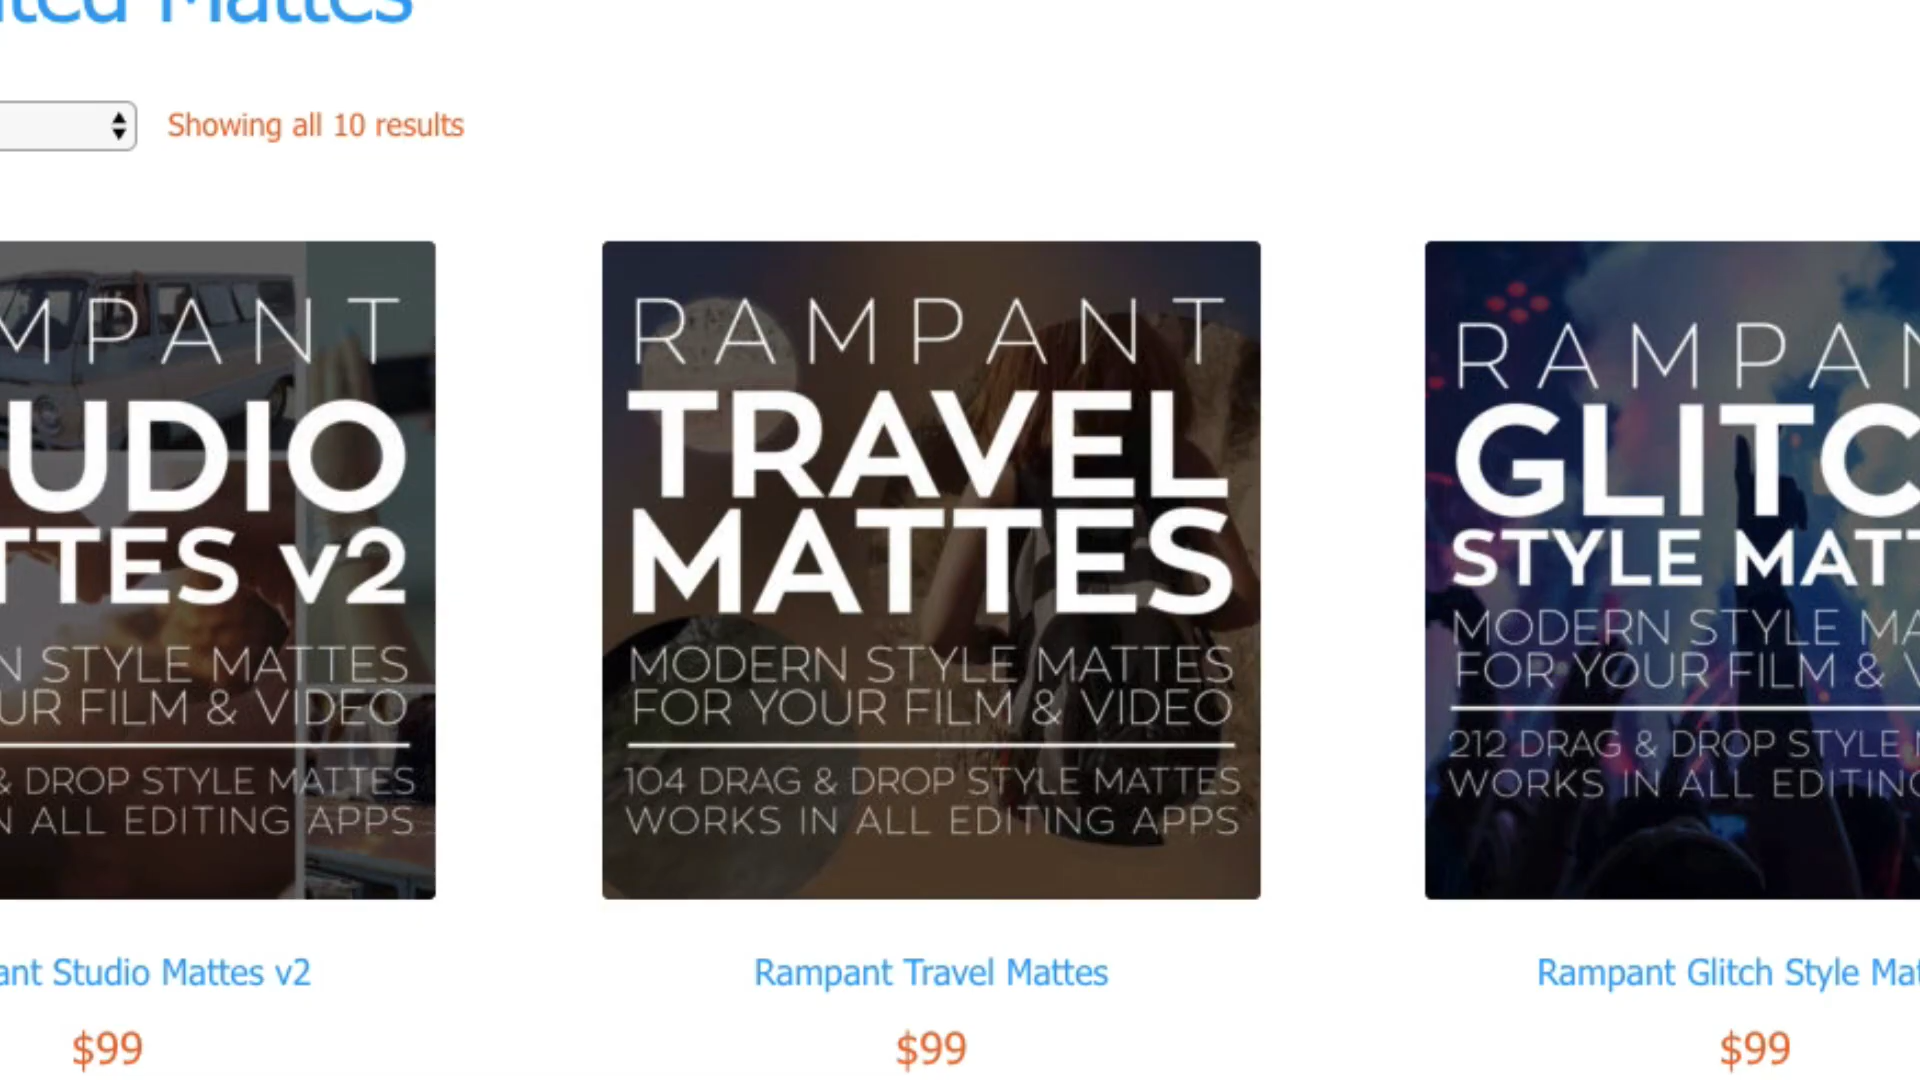 Mattes
Showing all 10 results
MPANT
UDIO
TTES v2
N STYLE MATTES
UR FILM & VIDEO
& DROP STYLE MATTES
N ALL EDITING APPS
ant Studio Mattes v2
$99
RAMPANT
TRAVEL
MATTES
MODERN STYLE MATTES
FOR YOUR FILM & VIDEO
104 DRAG & DROP STYLE MATTES
WORKS IN ALL EDITING APPS
Rampant Travel Mattes
$99
RAMPAN
GLITC
STYLE MATT
MODERN STYLE MA
FOR YOUR FILM & V
212 DRAG & DROP STYLE
WORKS IN ALL EDITING
Rampant Glitch Style Mat
$99